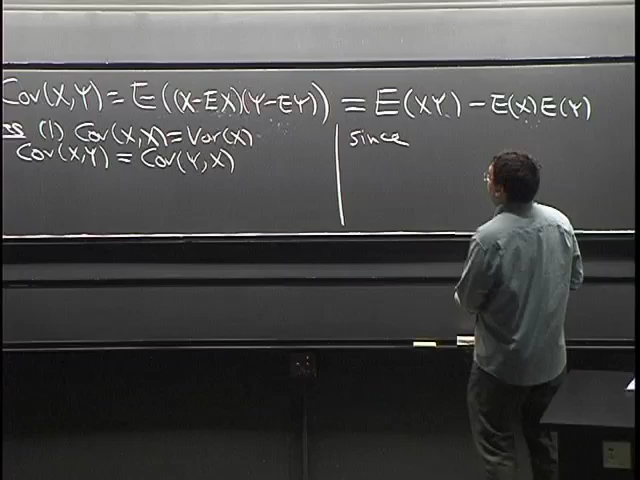 Cov(X,Y) = E((X-EX)(Y-EY)) = E(XY) - E(X)E(Y)
(1) Cov(X,X) = Var(X)
Cov(X,Y) = Cov(Y,X)
since